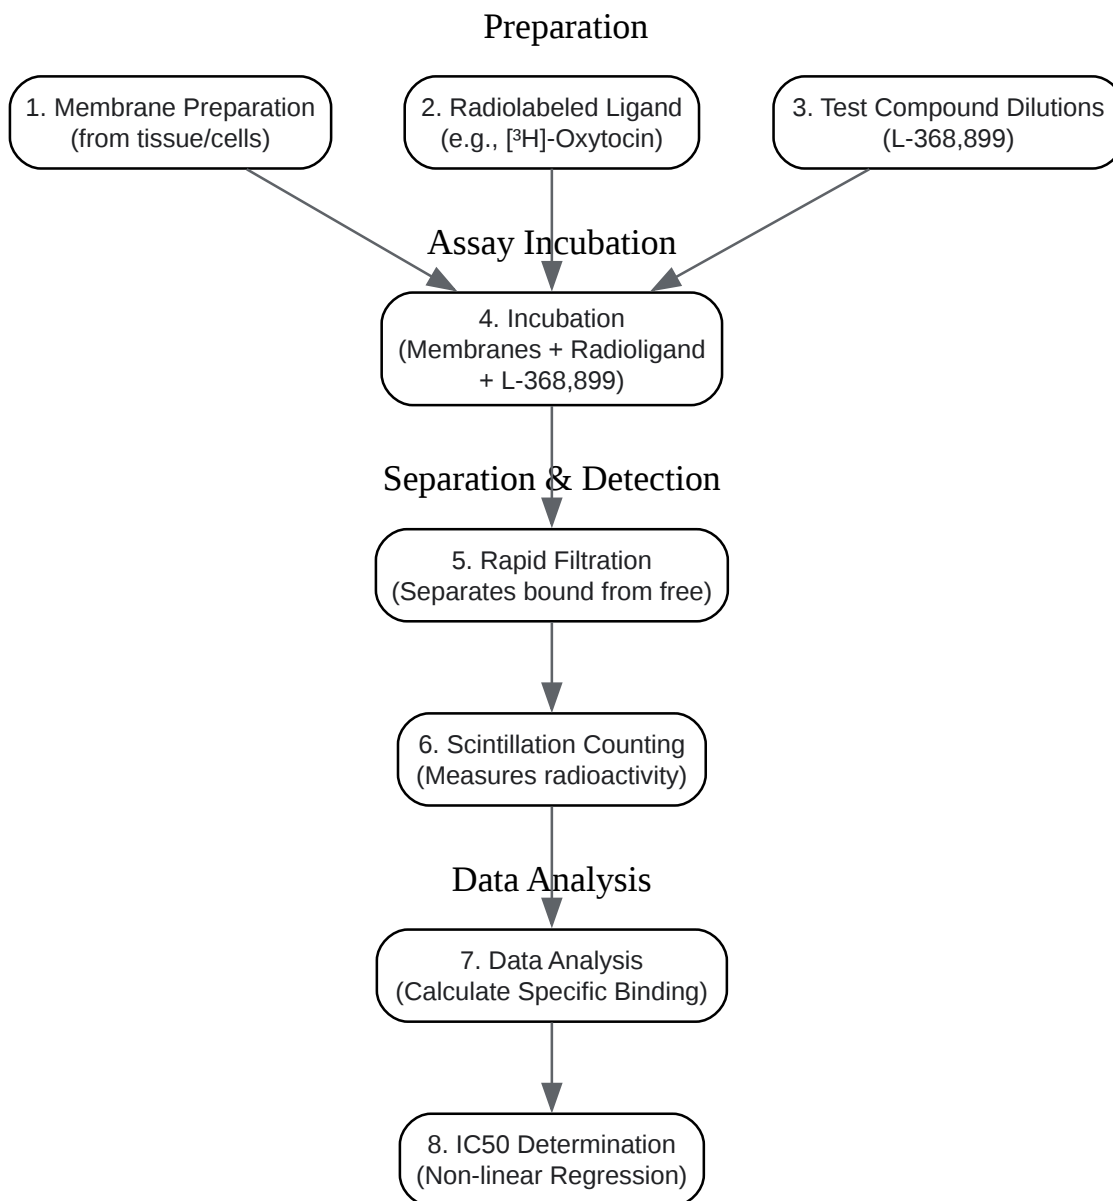 Preparation
1. Membrane Preparation
(from tissue/cells)
2. Radiolabeled Ligand
(e.g., [³H]-Oxytocin)
3. Test Compound Dilutions
(L-368,899)
Assay Incubation
4. Incubation
(Membranes + Radioligand
+ L-368,899)
Separation & Detection
5. Rapid Filtration
(Separates bound from free)
6. Scintillation Counting
(Measures radioactivity)
Data Analysis
7. Data Analysis
(Calculate Specific Binding)
8. IC50 Determination
(Non-linear Regression)